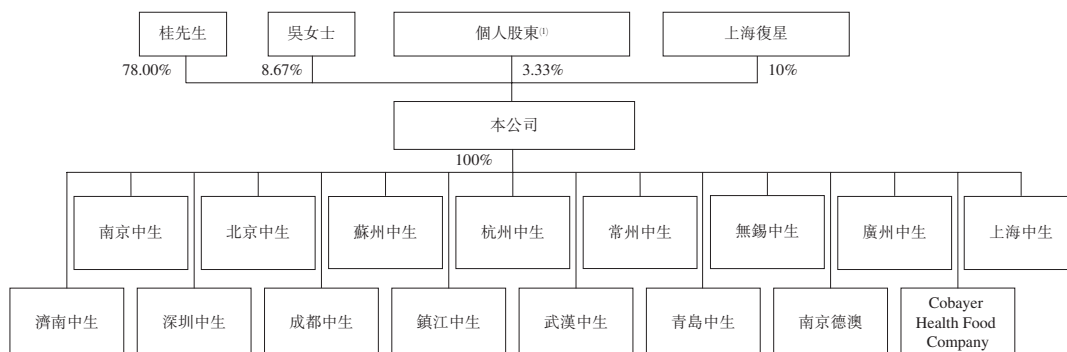 桂先生
吳女士
個人股東⁽¹⁾
上海復星
78.00%
8.67%
3.33%
10%
本公司
100%
南京中生
北京中生
蘇州中生
杭州中生
常州中生
無錫中生
廣州中生
上海中生
濟南中生
深圳中生
成都中生
鎮江中生
武漢中生
青島中生
南京德澳
Cobayer
Health Food
Company